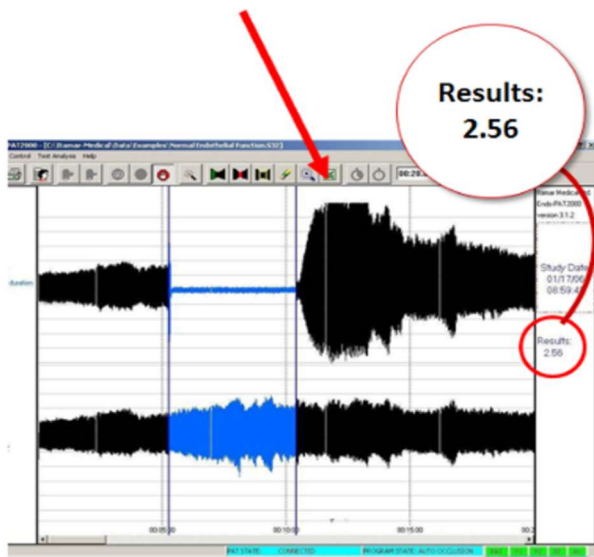 Results:
2.56
PAT2000 - [C:\Itamar-Medical\Data\Examples\Normal Endothelial Function.S32]
Control Test Analysis Help
Itamar Medical
Endo-PAT2000
version 3.1.2
duration
Study Date
01/17/06
Results:
2.56
00:05:00 00:10:00 00:15:00
PAT STATE: CONNECTED PROGRAM STATE: AUTO OCCLUSION